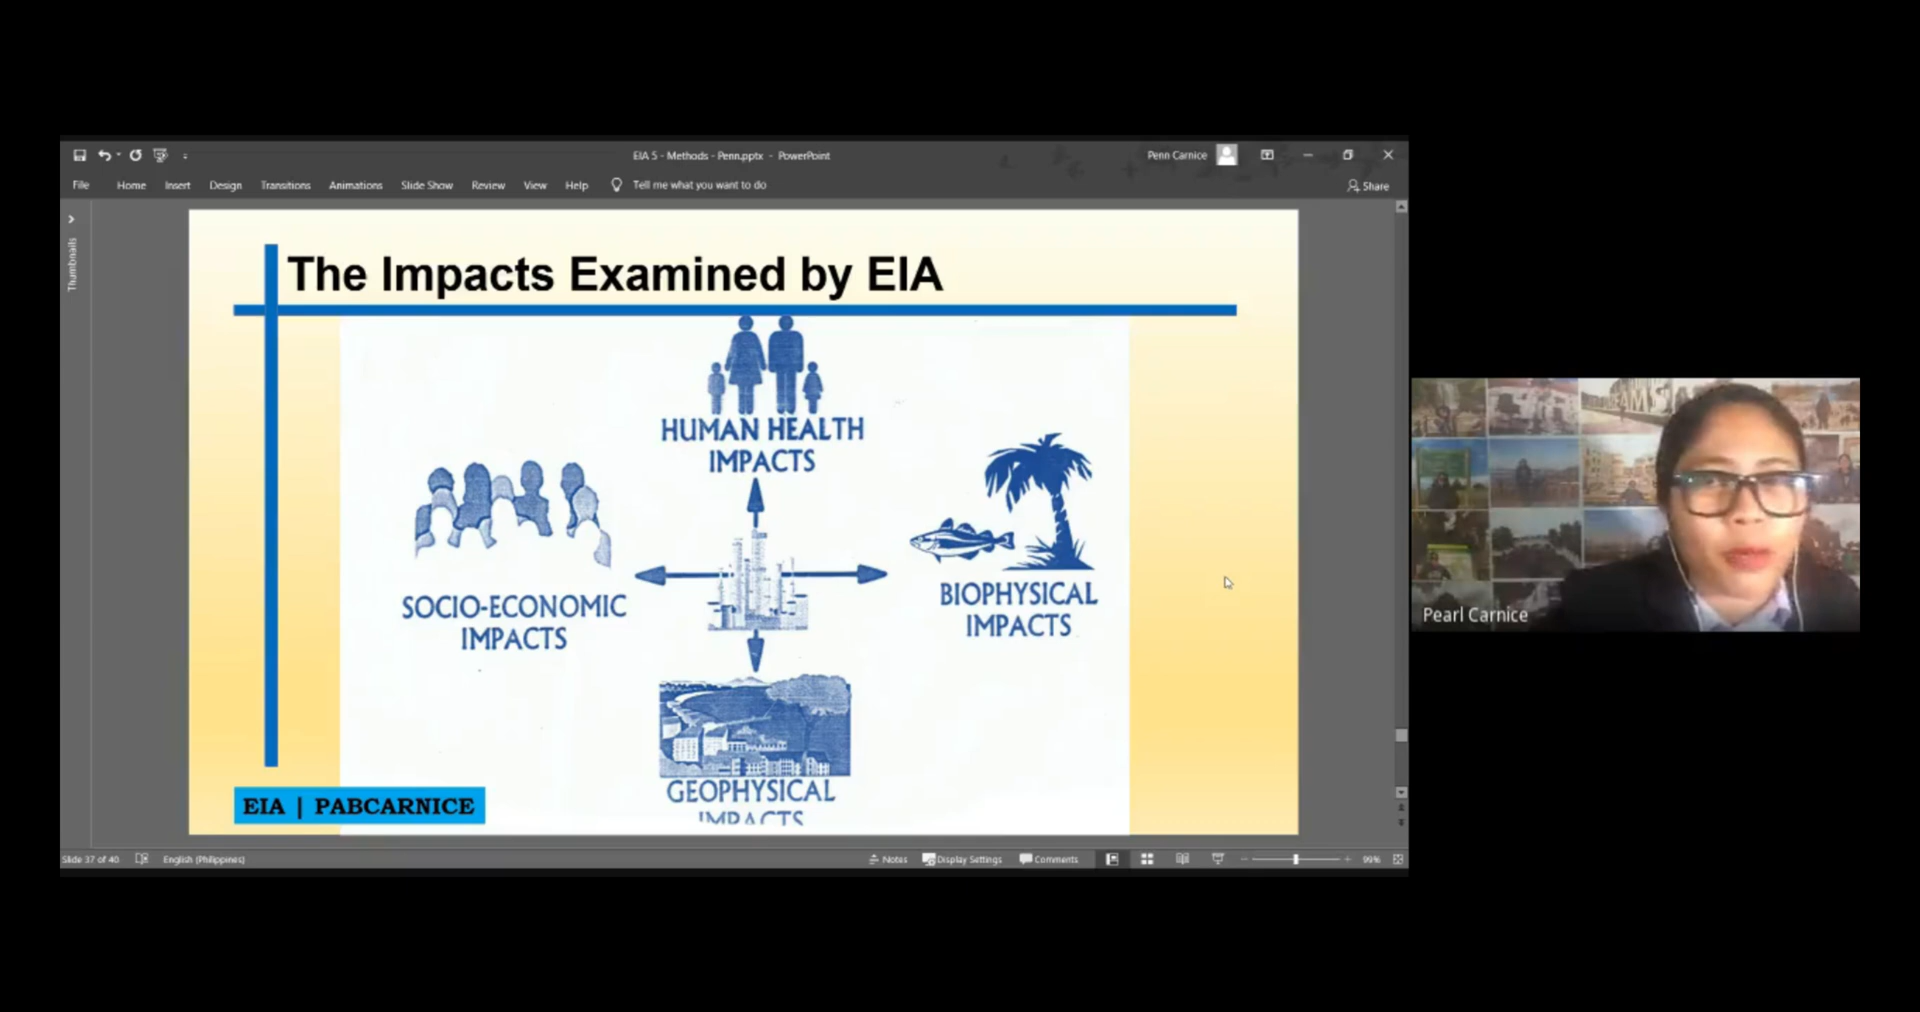 EIA 5 - Methods - Penn.pptx - PowerPoint
Penn Carnice
File Home Insert Design Transitions Animations Slide Show Review View Help Tell me what you want to do
Share
Thumbnails
The Impacts Examined by EIA
HUMAN HEALTH
IMPACTS
SOCIO-ECONOMIC
IMPACTS
BIOPHYSICAL
IMPACTS
GEOPHYSICAL
IMPACTS
EIA | PABCARNICE
Slide 37 of 40 English (Philippines) Notes Display Settings Comments 99%
Pearl Carnice